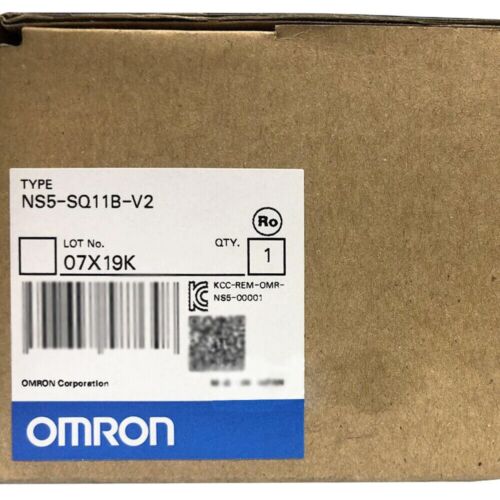 TYPE
NS5-SQ11B-V2
Ro
LOT No.
QTY.
07X19K
1
KCC-REM-OMR-
NS5-00001
OMRON Corporation
OMRON